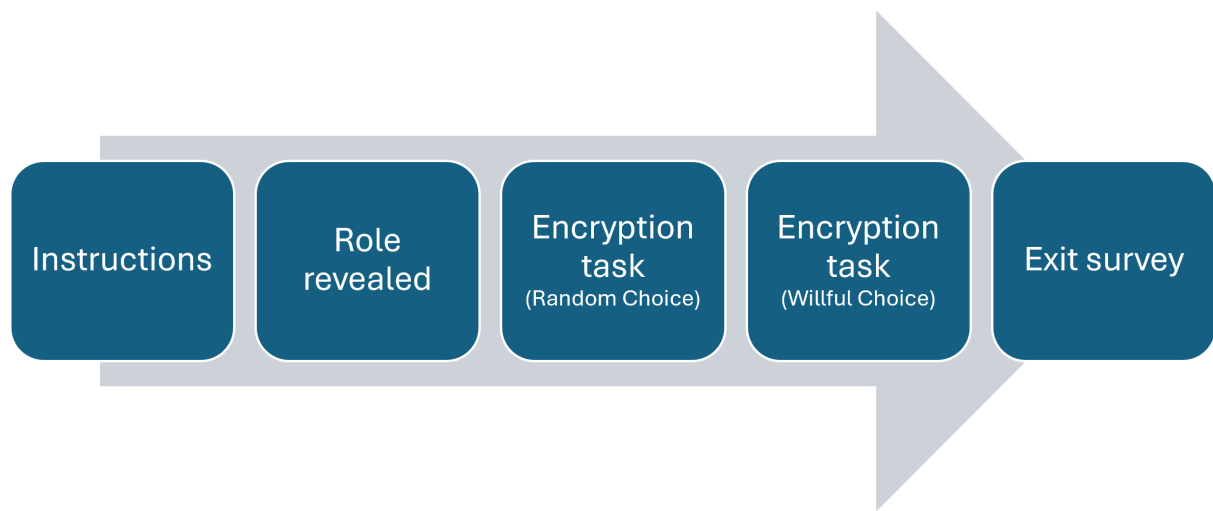 Instructions
Role
revealed
Encryption
task
(Random Choice)
Encryption
task
(Willful Choice)
Exit survey